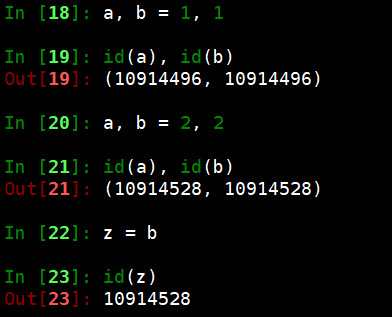 In [18]: a, b = 1, 1
In [19]: id(a), id(b)
Out[19]: (10914496, 10914496)
In [20]: a, b = 2, 2
In [21]: id(a), id(b)
Out[21]: (10914528, 10914528)
In [22]: z = b
In [23]: id(z)
Out[23]: 10914528